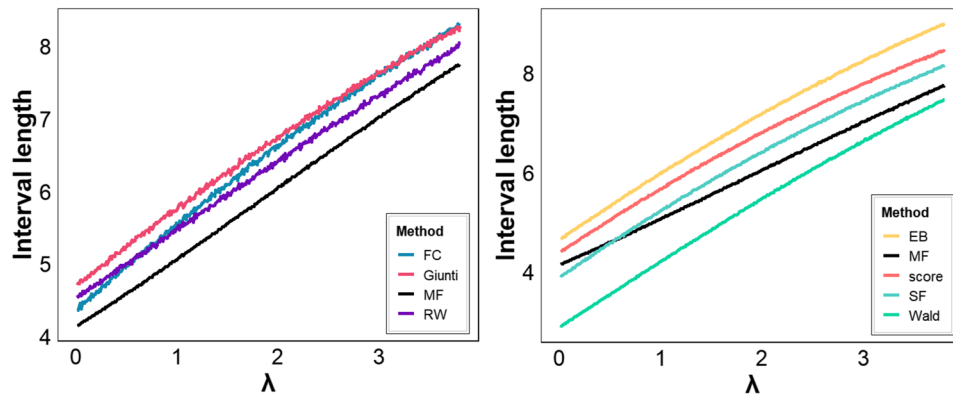 Interval length
8
7
6
5
4
0 1 2 3
λ
Method
FC
Giunti
MF
RW
Interval length
8
6
4
0 1 2 3
λ
Method
EB
MF
score
SF
Wald